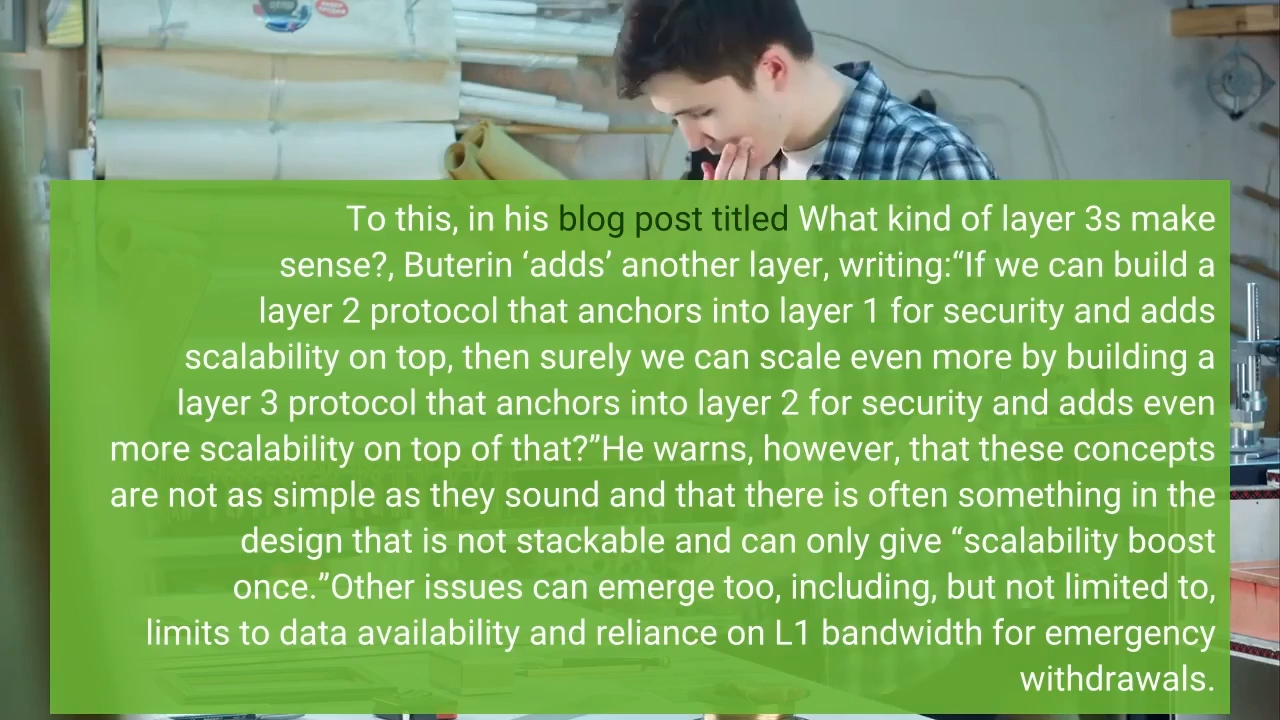 To this, in his blog post titled What kind of layer 3s make
sense?, Buterin ‘adds’ another layer, writing:“If we can build a
layer 2 protocol that anchors into layer 1 for security and adds
scalability on top, then surely we can scale even more by building a
layer 3 protocol that anchors into layer 2 for security and adds even
more scalability on top of that?”He warns, however, that these concepts
are not as simple as they sound and that there is often something in the
design that is not stackable and can only give “scalability boost
once.”Other issues can emerge too, including, but not limited to,
limits to data availability and reliance on L1 bandwidth for emergency
withdrawals.